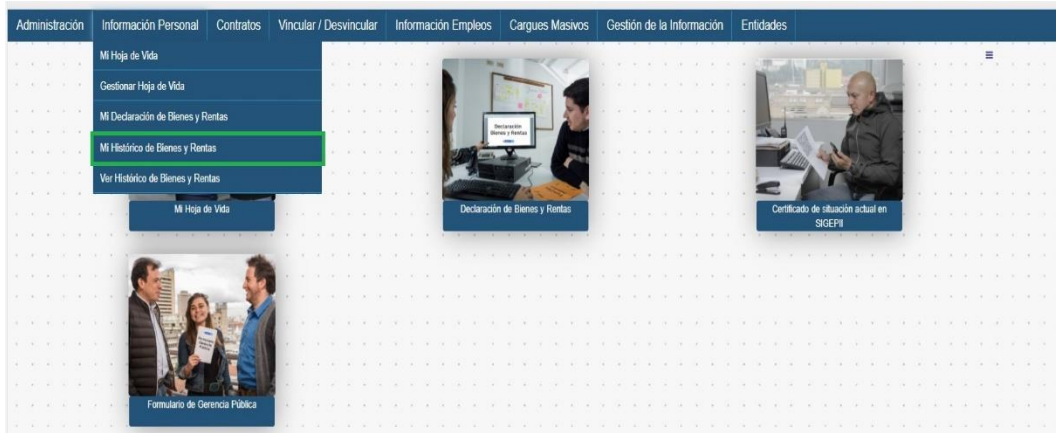 Administración Información Personal Contratos Vincular / Desvincular Información Empleos Cargues Masivos Gestión de la Información Entidades
Mi Hoja de Vida
Gestionar Hoja de Vida
Mi Declaración de Bienes y Rentas
Mi Histórico de Bienes y Rentas
Ver Histórico de Bienes y Rentas
Declaración
Bienes y Rentas
Mi Hoja de Vida
Declaración de Bienes y Rentas
Certificado de situación actual en
SIGEPII
Formulario de Gerencia Pública